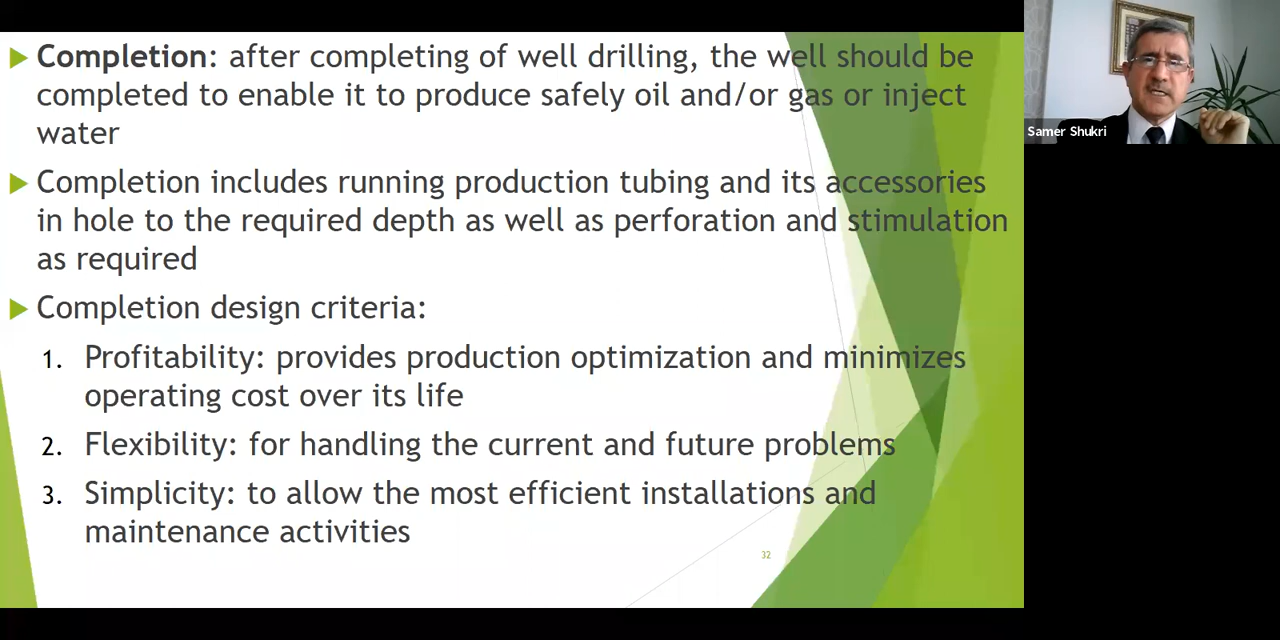 Completion: after completing of well drilling, the well should be
completed to enable it to produce safely oil and/or gas or inject
water
Completion includes running production tubing and its accessories
in hole to the required depth as well as perforation and stimulation
as required
Completion design criteria:
1. Profitability: provides production optimization and minimizes
operating cost over its life
2. Flexibility: for handling the current and future problems
3. Simplicity: to allow the most efficient installations and
maintenance activities
32
Samer Shukri